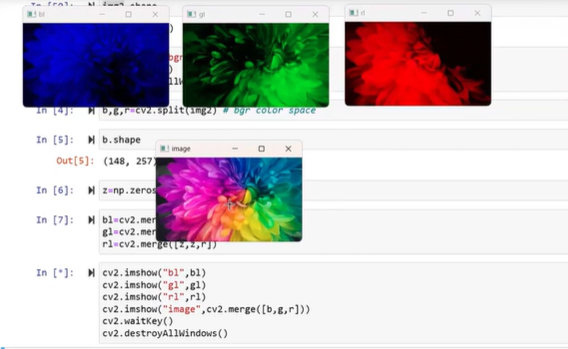 bl
gl
rl
In [4]: b,g,r=cv2.split(img2) # bgr color space
In [5]: b.shape
Out[5]: (148, 257
image
In [6]: z=np.zeros
In [7]: bl=cv2.mer
gl=cv2.mer
rl=cv2.merge([z,z,r])
In [*]: cv2.imshow("bl",bl)
cv2.imshow("gl",gl)
cv2.imshow("rl",rl)
cv2.imshow("image",cv2.merge([b,g,r]))
cv2.waitKey()
cv2.destroyAllWindows()